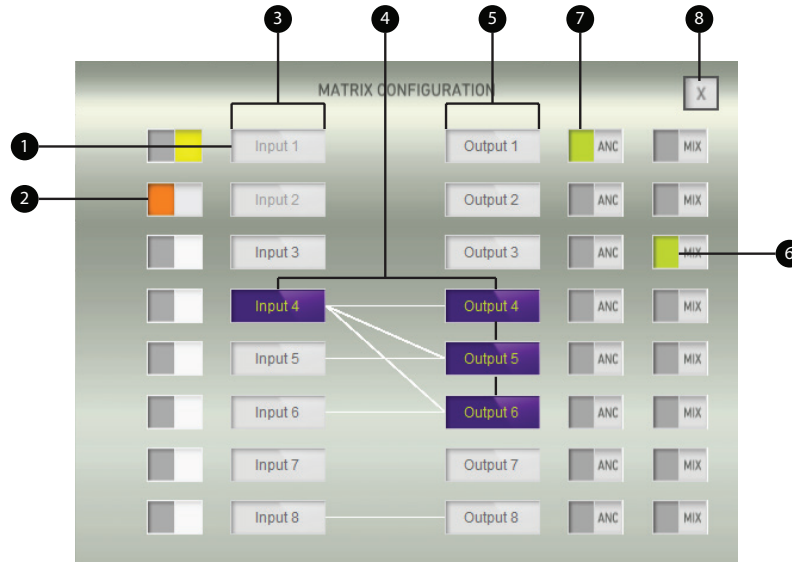 3 4 5 7 8
MATRIX CONFIGURATION X
1 Input 1 Output 1 ANC MIX
2 Input 2 Output 2 ANC MIX
Input 3 Output 3 ANC MIX 6
Input 4 Output 4 ANC MIX
Input 5 Output 5 ANC MIX
Input 6 Output 6 ANC MIX
Input 7 Output 7 ANC MIX
Input 8 Output 8 ANC MIX